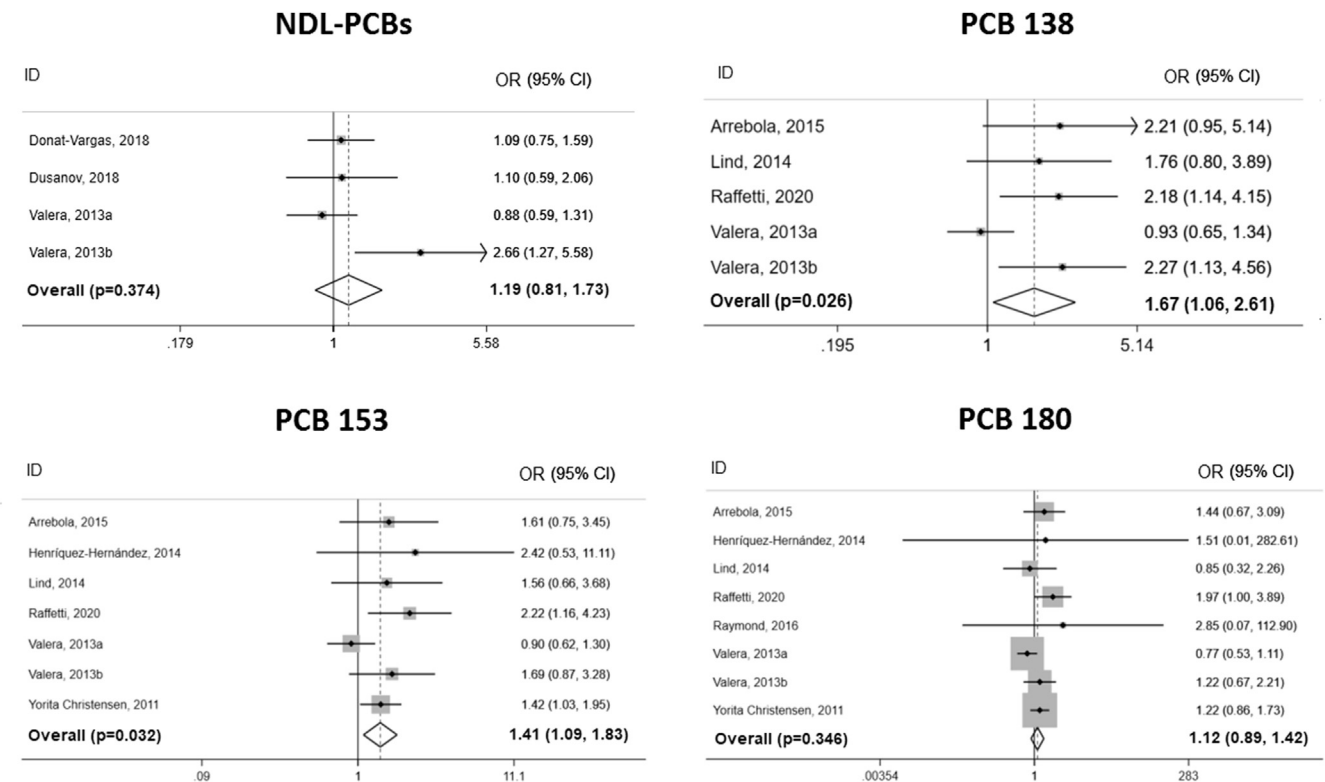 NDL-PCBs
ID OR (95% CI)
Donat-Vargas, 2018 1.09 (0.75, 1.59)
Dusanov, 2018 1.10 (0.59, 2.06)
Valera, 2013a 0.88 (0.59, 1.31)
Valera, 2013b 2.66 (1.27, 5.58)
Overall (p=0.374) 1.19 (0.81, 1.73)
.179 1 5.58
PCB 138
ID OR (95% CI)
Arrebola, 2015 2.21 (0.95, 5.14)
Lind, 2014 1.76 (0.80, 3.89)
Raffetti, 2020 2.18 (1.14, 4.15)
Valera, 2013a 0.93 (0.65, 1.34)
Valera, 2013b 2.27 (1.13, 4.56)
Overall (p=0.026) 1.67 (1.06, 2.61)
.195 1 5.14
PCB 153
ID OR (95% CI)
Arrebola, 2015 1.61 (0.75, 3.45)
Henríquez-Hernández, 2014 2.42 (0.53, 11.11)
Lind, 2014 1.56 (0.66, 3.68)
Raffetti, 2020 2.22 (1.16, 4.23)
Valera, 2013a 0.90 (0.62, 1.30)
Valera, 2013b 1.69 (0.87, 3.28)
Yorita Christensen, 2011 1.42 (1.03, 1.95)
Overall (p=0.032) 1.41 (1.09, 1.83)
.09 1 11.1
PCB 180
ID OR (95% CI)
Arrebola, 2015 1.44 (0.67, 3.09)
Henríquez-Hernández, 2014 1.51 (0.01, 282.61)
Lind, 2014 0.85 (0.32, 2.26)
Raffetti, 2020 1.97 (1.00, 3.89)
Raymond, 2016 2.85 (0.07, 112.90)
Valera, 2013a 0.77 (0.53, 1.11)
Valera, 2013b 1.22 (0.67, 2.21)
Yorita Christensen, 2011 1.22 (0.86, 1.73)
Overall (p=0.346) 1.12 (0.89, 1.42)
.00354 1 283